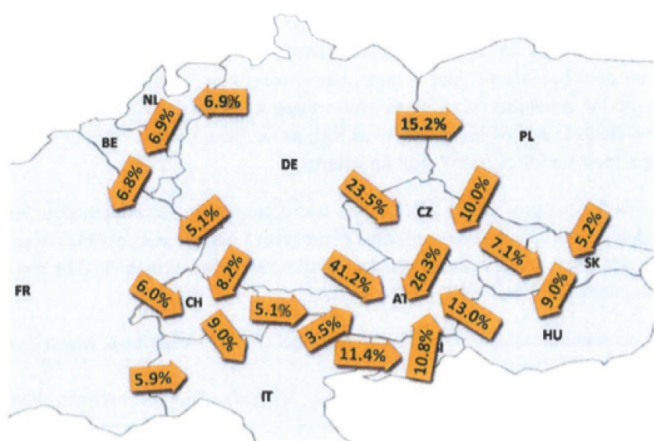 NL
6.9%
6.9%
BE
6.8%
DE
15.2%
PL
23.5%
CZ
10.0%
5.1%
7.1%
5.2%
SK
FR
6.0%
CH
8.2%
41.2%
AT
26.3%
9.0%
9.0%
5.1%
3.5%
13.0%
HU
11.4%
10.8%
5.9%
IT